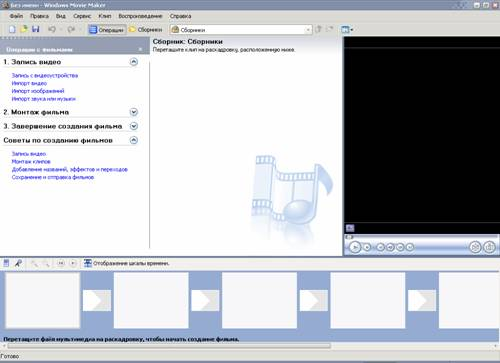 Без имени - Windows Movie Maker
Файл Правка Вид Сервис Клип Воспроизведение Справка
Операции Сборники Сборники
Операции с фильмами
1. Запись видео
Запись с видеоустройства
Импорт видео
Импорт изображений
Импорт звука или музыки
2. Монтаж фильма
3. Завершение создания фильма
Советы по созданию фильмов
Запись видео
Монтаж клипов
Добавление названий, эффектов и переходов
Сохранение и отправка фильмов
Сборник: Сборники
Перетащите клип на раскадровку, расположенную ниже.
Отображение шкалы времени.
Перетащите файл мультимедиа на раскадровку, чтобы начать создание фильма.
Готово